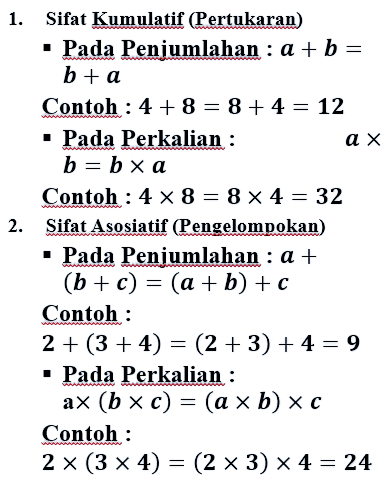 1. Sifat Kumulatif (Pertukaran)
▪ Pada Penjumlahan : a + b =
b + a
Contoh : 4 + 8 = 8 + 4 = 12
▪ Pada Perkalian : a ×
b = b × a
Contoh : 4 × 8 = 8 × 4 = 32
2. Sifat Asosiatif (Pengelompokan)
▪ Pada Penjumlahan : a +
(b + c) = (a + b) + c
Contoh :
2 + (3 + 4) = (2 + 3) + 4 = 9
▪ Pada Perkalian :
a× (b × c) = (a × b) × c
Contoh :
2 × (3 × 4) = (2 × 3) × 4 = 24